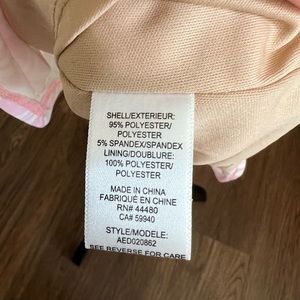 SHELL/EXTERIEUR:
95% POLYESTER/
POLYESTER
5% SPANDEX/SPANDEX
LINING/DOUBLURE:
100% POLYESTER/
POLYESTER
MADE IN CHINA
FABRIQUÉ EN CHINE
RN# 44480
CA# 59940
STYLE/MODELE:
AED020862
SEE REVERSE FOR CARE